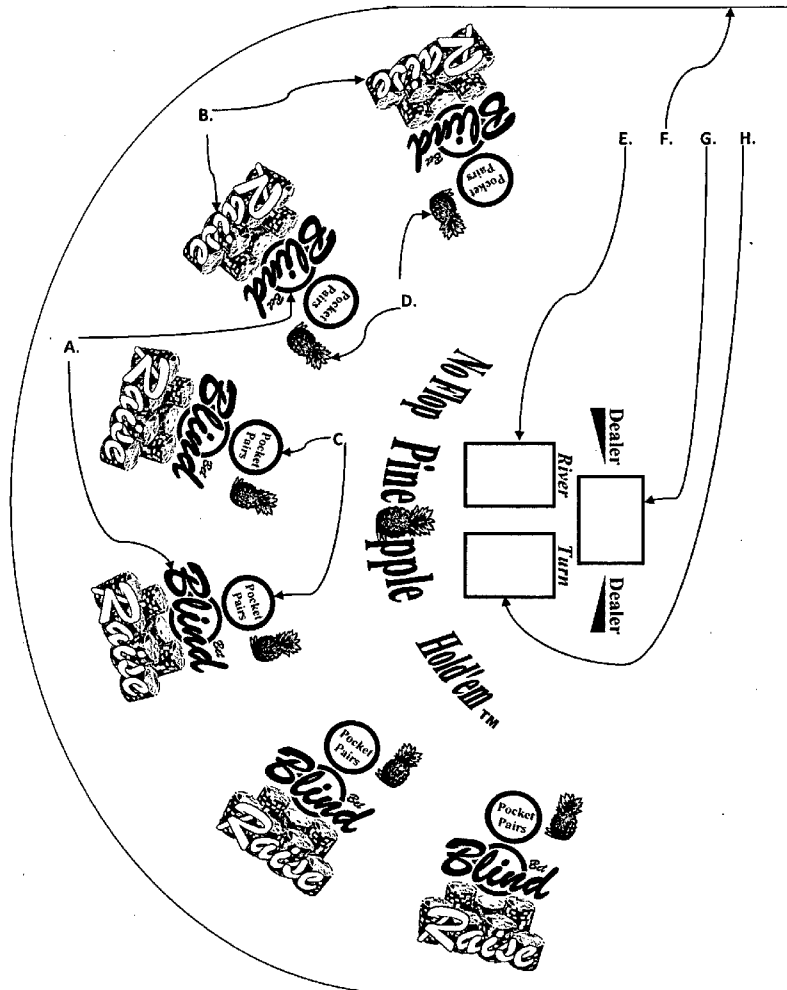 Raise
Blind
Bet
Pocket
Pairs
B.
E.
F.
G.
H.
Raise
Blind
Bet
Pocket
Pairs
D.
A.
Raise
Blind
Bet
Pocket
Pairs
C.
No Flop
Pineapple
Hold'em™
River
Turn
Dealer
Dealer
Raise
Blind
Bet
Pocket
Pairs
Pocket
Pairs
Blind
Bet
Raise
Pocket
Pairs
Blind
Bet
Raise